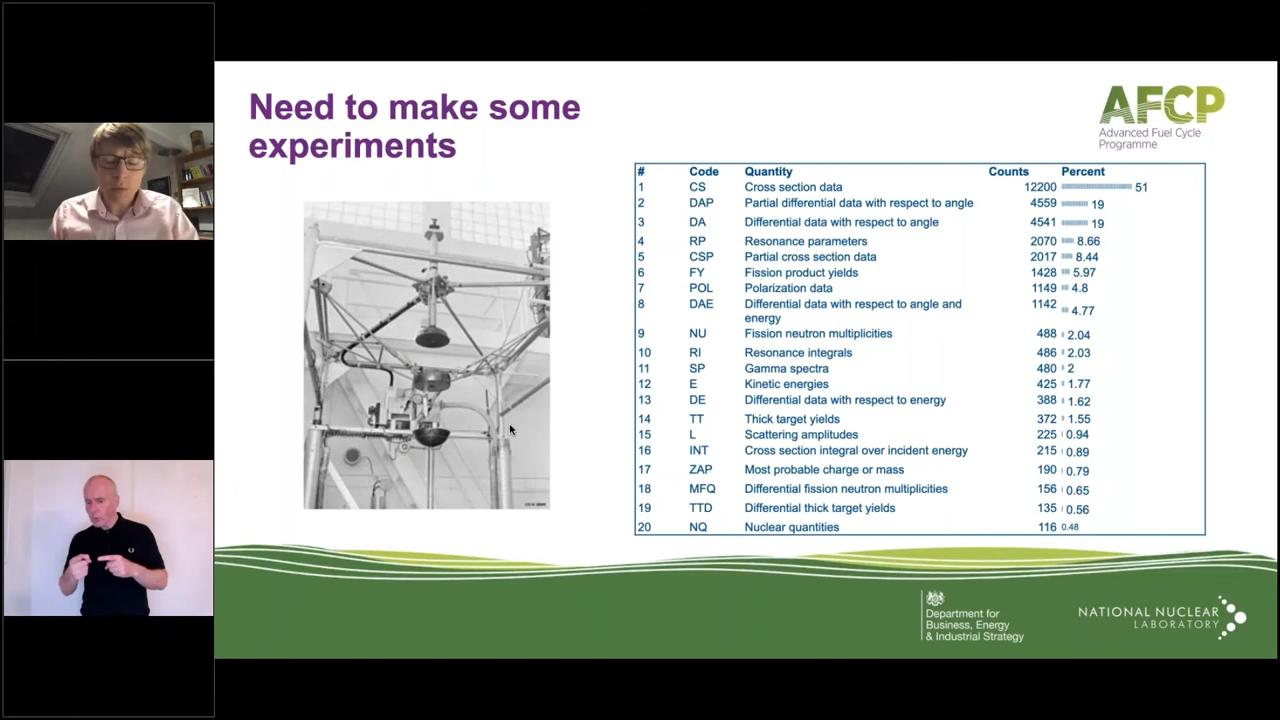 Need to make some
experiments
AFCP
Advanced Fuel Cycle
Programme
# Code Quantity Counts Percent
1 CS Cross section data 12200 51
2 DAP Partial differential data with respect to angle 4559 19
3 DA Differential data with respect to angle 4541 19
4 RP Resonance parameters 2070 8.66
5 CSP Partial cross section data 2017 8.44
6 FY Fission product yields 1428 5.97
7 POL Polarization data 1149 4.8
8 DAE Differential data with respect to angle and 1142 4.77
energy
9 NU Fission neutron multiplicities 488 2.04
10 RI Resonance integrals 486 2.03
11 SP Gamma spectra 480 2
12 E Kinetic energies 425 1.77
13 DE Differential data with respect to energy 388 1.62
14 TT Thick target yields 372 1.55
15 L Scattering amplitudes 225 0.94
16 INT Cross section integral over incident energy 215 0.89
17 ZAP Most probable charge or mass 190 0.79
18 MFQ Differential fission neutron multiplicities 156 0.65
19 TTD Differential thick target yields 135 0.56
20 NQ Nuclear quantities 116 0.48
Department for
Business, Energy
& Industrial Strategy
NATIONAL NUCLEAR
LABORATORY